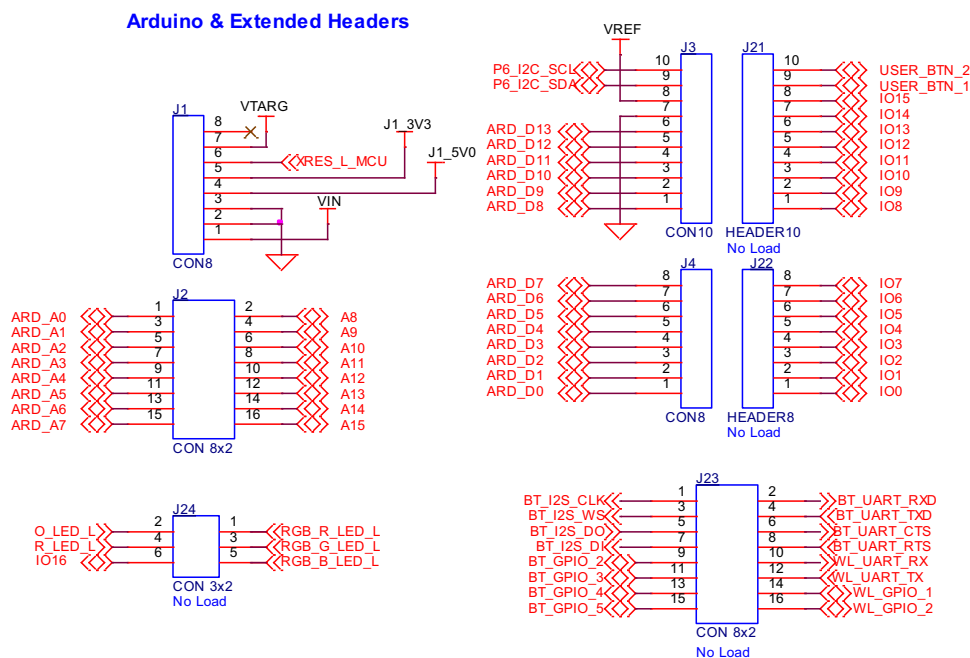 Arduino & Extended Headers
J1
8
7
6
5
4
3
2
1
CON8
VTARG
XRES_L_MCU
J1_3V3
J1_5V0
VIN
VREF
J3
P6_I2C_SCL 10
P6_I2C_SDA 9
8
7
ARD_D13 6
ARD_D12 5
ARD_D11 4
ARD_D10 3
ARD_D9 2
ARD_D8 1
CON10
J21
10 USER_BTN_2
9 USER_BTN_1
8 IO15
7 IO14
6 IO13
5 IO12
4 IO11
3 IO10
2 IO9
1 IO8
HEADER10
No Load
J2
ARD_A0 1 2 A8
ARD_A1 3 4 A9
ARD_A2 5 6 A10
ARD_A3 7 8 A11
ARD_A4 9 10 A12
ARD_A5 11 12 A13
ARD_A6 13 14 A14
ARD_A7 15 16 A15
CON 8x2
J4
ARD_D7 8
ARD_D6 7
ARD_D5 6
ARD_D4 5
ARD_D3 4
ARD_D2 3
ARD_D1 2
ARD_D0 1
CON8
J22
8 IO7
7 IO6
6 IO5
5 IO4
4 IO3
3 IO2
2 IO1
1 IO0
HEADER8
No Load
J24
O_LED_L 2 1 RGB_R_LED_L
R_LED_L 4 3 RGB_G_LED_L
IO16 6 5 RGB_B_LED_L
CON 3x2
No Load
J23
BT_I2S_CLK 1 2 BT_UART_RXD
BT_I2S_WS 3 4 BT_UART_TXD
BT_I2S_DO 5 6 BT_UART_CTS
BT_I2S_DI 7 8 BT_UART_RTS
BT_GPIO_2 9 10 WL_UART_RX
BT_GPIO_3 11 12 WL_UART_TX
BT_GPIO_4 13 14 WL_GPIO_1
BT_GPIO_5 15 16 WL_GPIO_2
CON 8x2
No Load